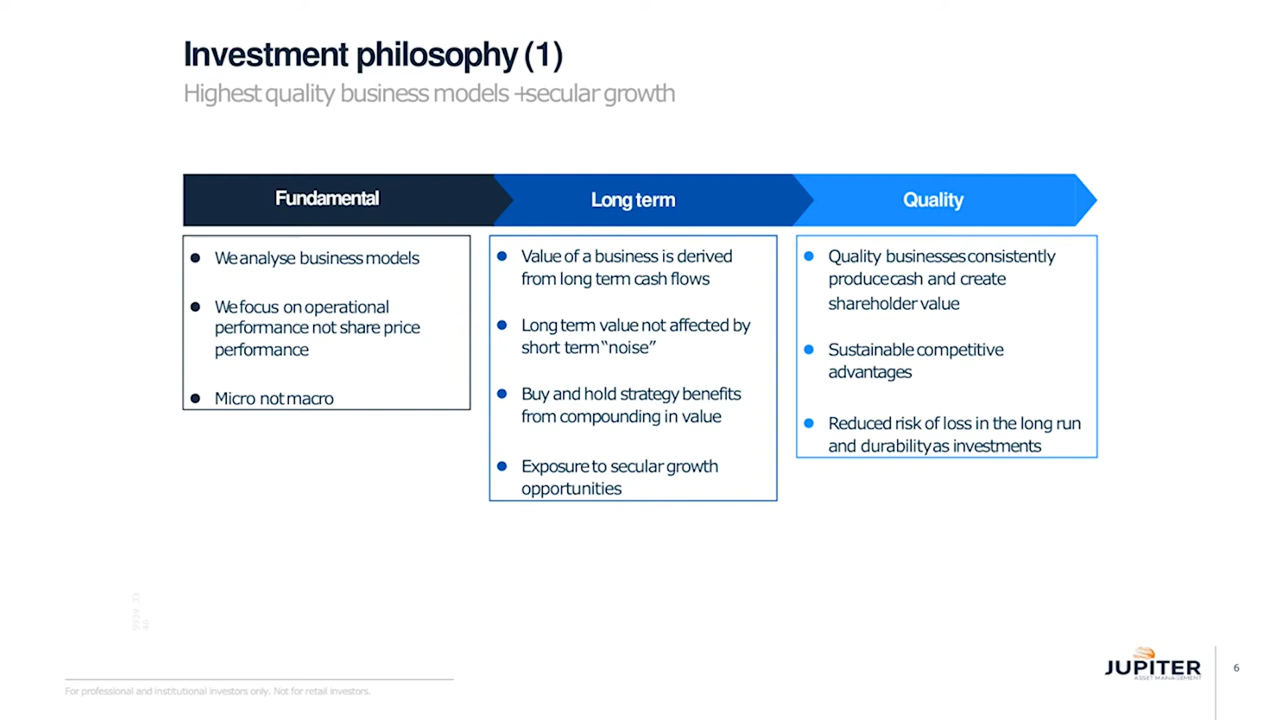 Investment philosophy (1)
Highest quality business models +secular growth
Fundamental
We analyse business models
We focus on operational
performance not share price
performance
Micro not macro
Long term
Value of a business is derived
from long term cash flows
Long term value not affected by
short term “noise”
Buy and hold strategy benefits
from compounding in value
Exposure to secular growth
opportunities
Quality
Quality businesses consistently
produce cash and create
shareholder value
Sustainable competitive
advantages
Reduced risk of loss in the long run
and durability as investments
For professional and institutional investors only. Not for retail investors.
JUPITER
ASSET MANAGEMENT
6